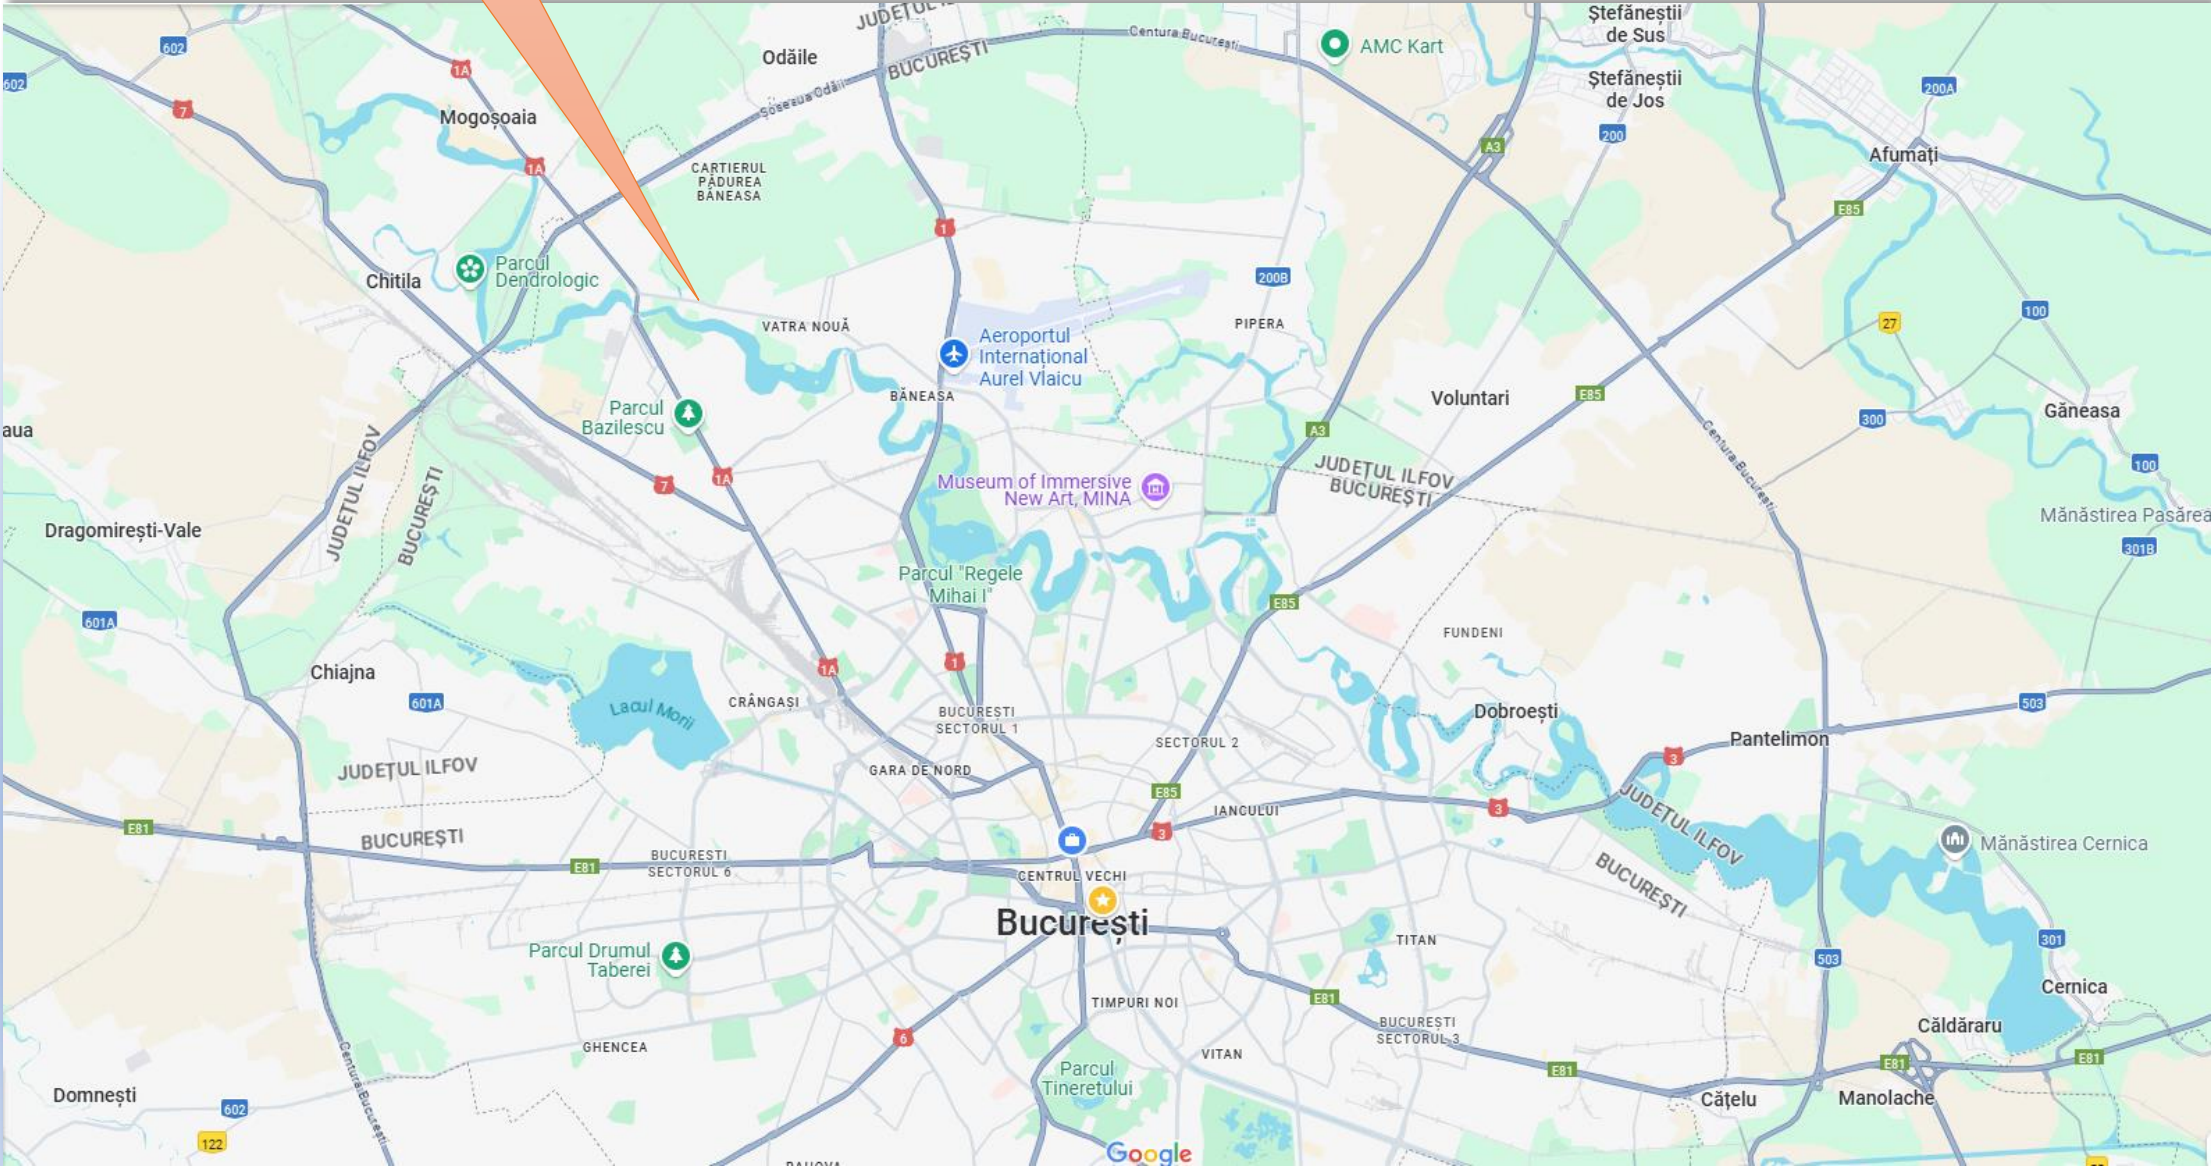 JUDEȚUL
Ștefăneștii
de Sus
602
Odăile
Centura București
AMC Kart
BUCUREȘTI
1A
602
Șoseaua Odăii
Ștefăneștii
de Jos
200A
7
Mogoșoaia
200
A3
Afumați
1A
CARTIERUL
PĂDUREA
BĂNEASA
E85
1
Parcul
Dendrologic
Chitila
200B
100
VATRA NOUĂ
PIPERA
27
Aeroportul
Internațional
Aurel Vlaicu
BĂNEASA
Voluntari
E85
Parcul
Bazilescu
Găneasa
300
aua
A3
Centura București
JUDEȚUL ILFOV
BUCUREȘTI
JUDEȚUL ILFOV
BUCUREȘTI
100
7
1A
Museum of Immersive
New Art, MINA
Dragomirești-Vale
Mănăstirea Pasărea
301B
Parcul "Regele
Mihai I"
E85
601A
FUNDENI
Chiajna
1A
1
601A
CRÂNGAȘI
Lacul Morii
BUCUREȘTI
SECTORUL 1
Dobroești
503
SECTORUL 2
Pantelimon
3
JUDEȚUL ILFOV
GARA DE NORD
E85
IANCULUI
3
JUDEȚUL ILFOV
E81
BUCUREȘTI
3
Mănăstirea Cernica
E81
BUCUREȘTI
SECTORUL 6
CENTRUL VECHI
BUCUREȘTI
București
TITAN
301
Parcul Drumul
Taberei
503
Cernica
E81
TIMPURI NOI
BUCUREȘTI
SECTORUL 3
Căldăraru
6
GHENCEA
VITAN
E81
E81
E81
Centura București
Parcul
Tineretului
Domnești
Cățelu
Manolache
602
122
Google
RAHOVA